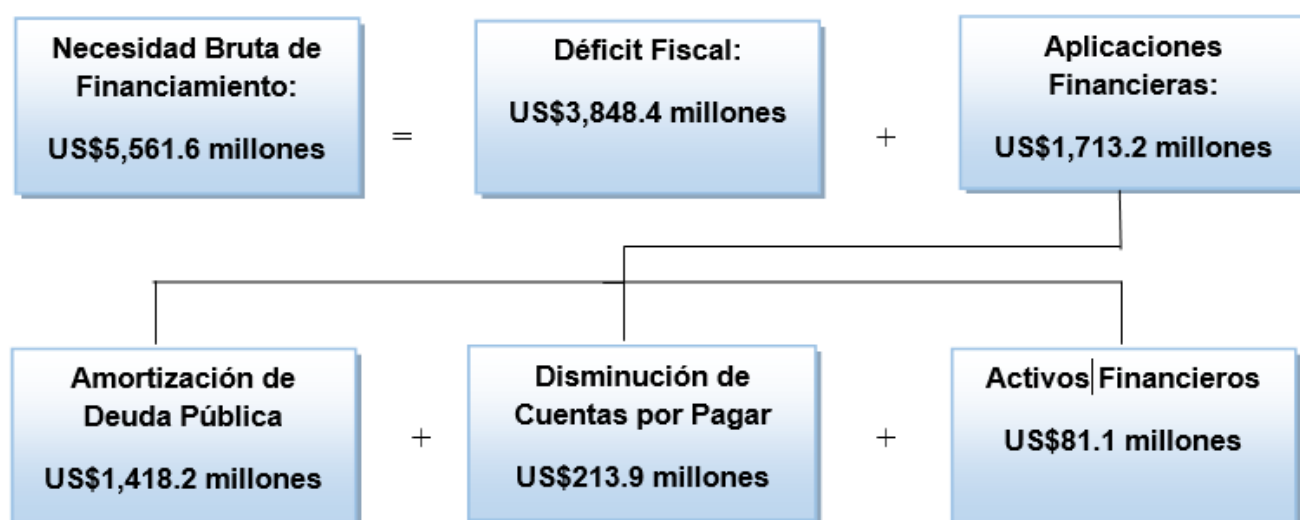 Necesidad Bruta de
Financiamiento:
US$5,561.6 millones
=
Déficit Fiscal:
US$3,848.4 millones
+
Aplicaciones
Financieras:
US$1,713.2 millones
Amortización de
Deuda Pública
US$1,418.2 millones
+
Disminución de
Cuentas por Pagar
US$213.9 millones
+
Activos Financieros
US$81.1 millones